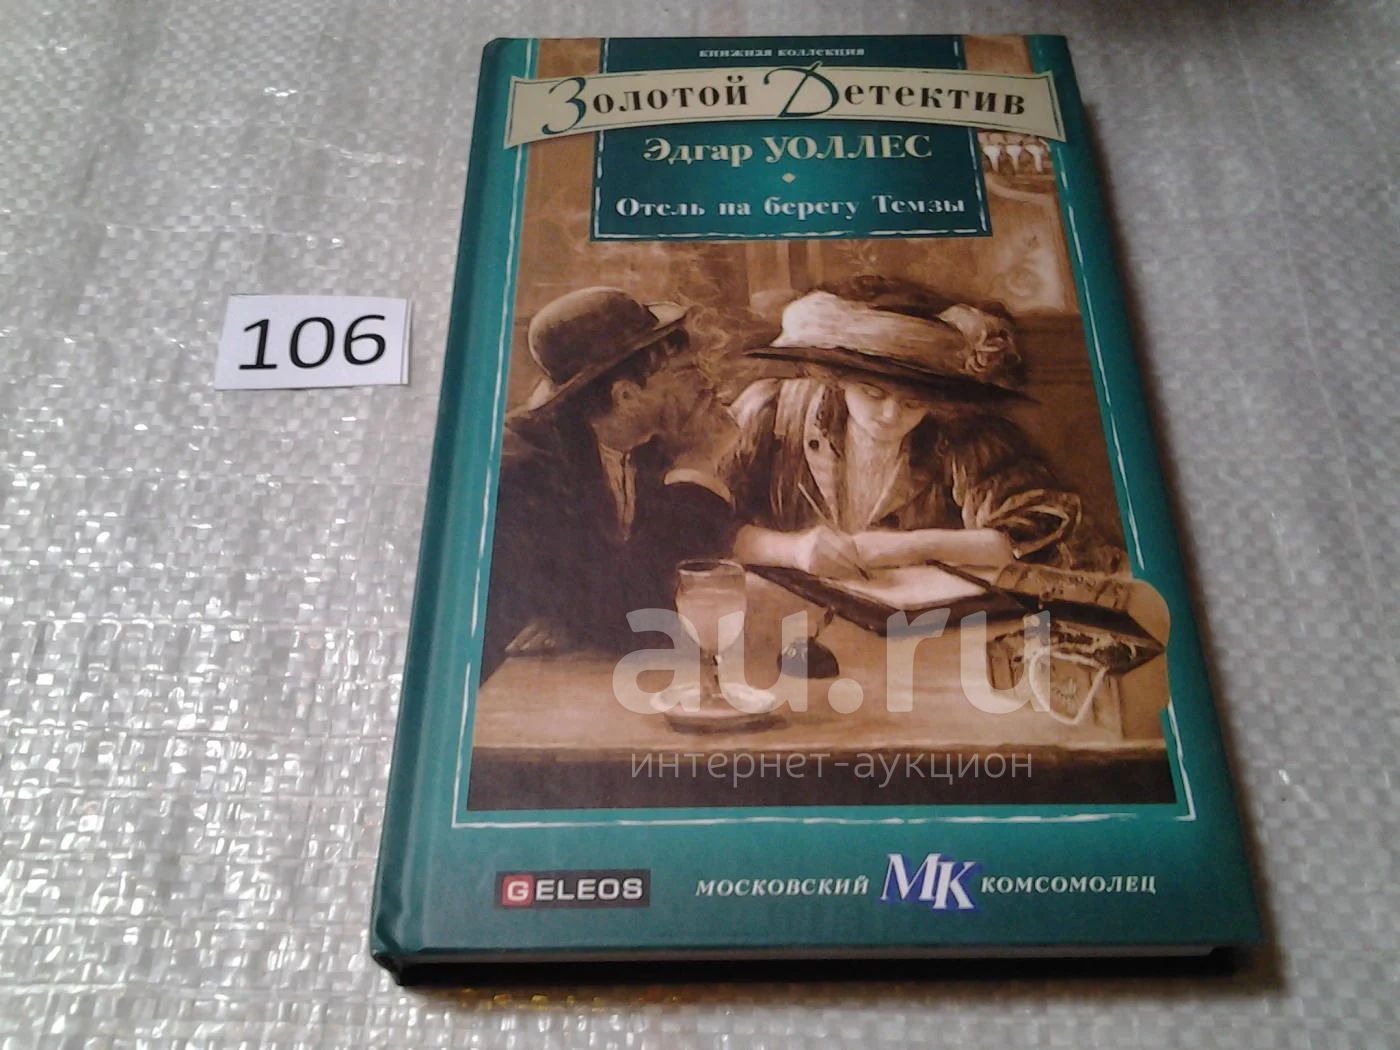 книжная коллекция
Золотой Детектив
Эдгар УОЛЛЕС
Отель на берегу Темзы
106
au.ru
интернет-аукцион
GELEOS
МОСКОВСКИЙ МК КОМСОМОЛЕЦ